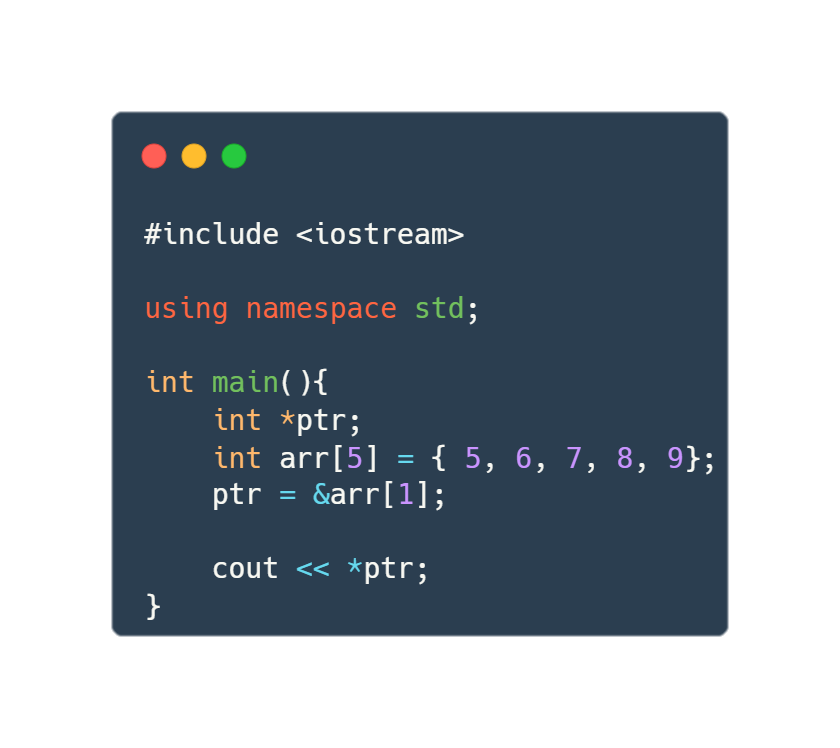 #include <iostream>
using namespace std;
int main(){
    int *ptr;
    int arr[5] = { 5, 6, 7, 8, 9};
    ptr = &arr[1];
    cout << *ptr;
}